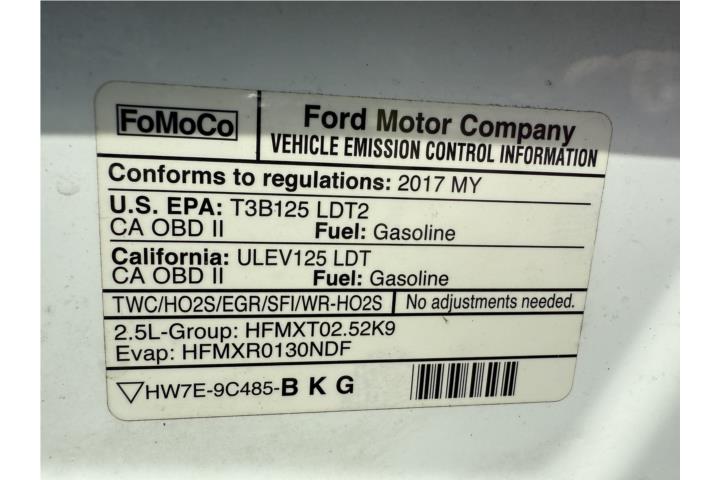 FoMoCo
Ford Motor Company
VEHICLE EMISSION CONTROL INFORMATION
Conforms to regulations: 2017 MY
U.S. EPA: T3B125 LDT2
CA OBD II Fuel: Gasoline
California: ULEV125 LDT
CA OBD II Fuel: Gasoline
TWC/HO2S/EGR/SFI/WR-HO2S No adjustments needed.
2.5L-Group: HFMXT02.52K9
Evap: HFMXR0130NDF
HW7E-9C485-BKG